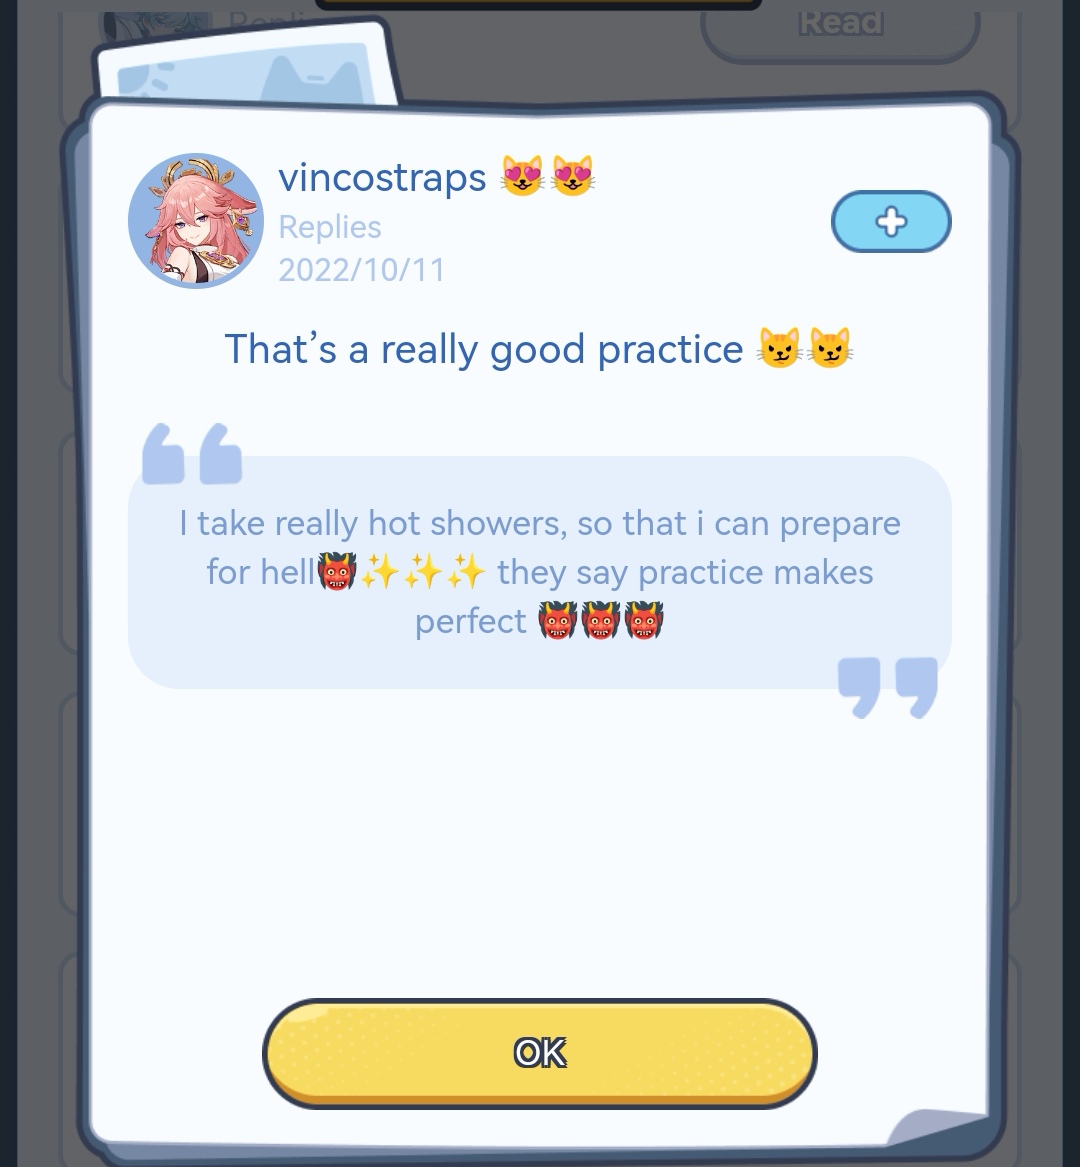 Read
vincostraps 😻😻
Replies
2022/10/11
That’s a really good practice 😼😼
I take really hot showers, so that i can prepare
for hell👹✨✨✨ they say practice makes
perfect 👹👹👹
OK